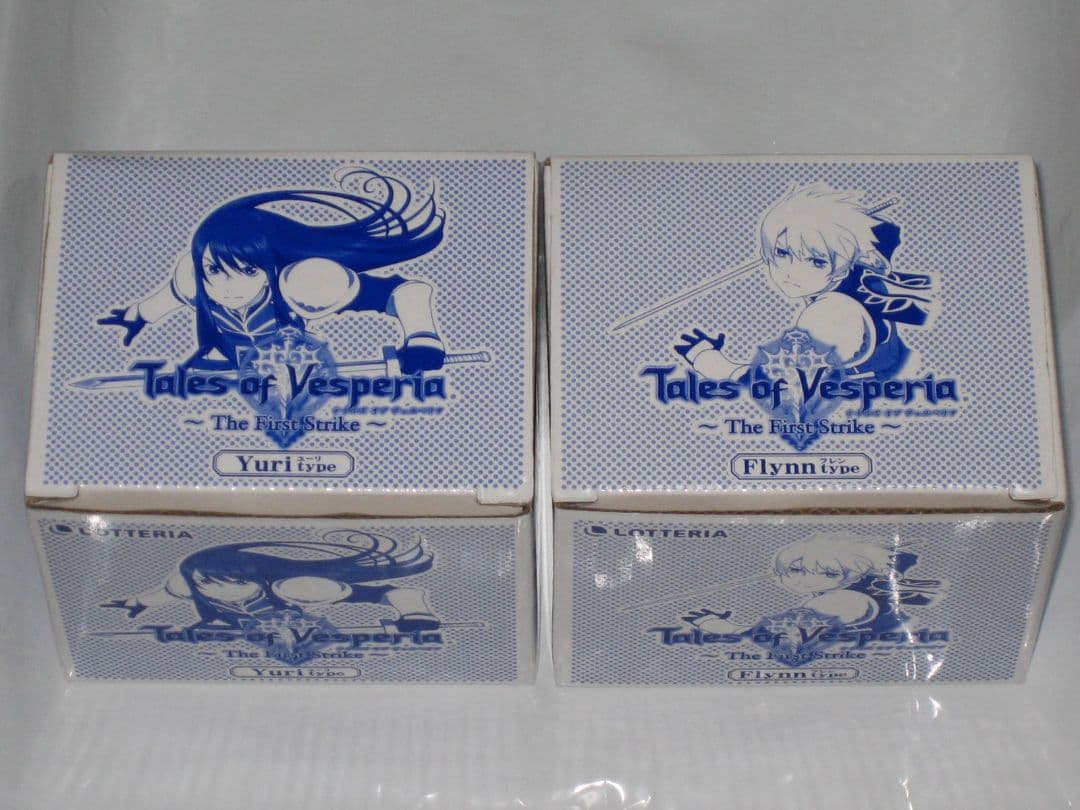 Tales of Vesperia
テイルズ オブ ヴェスペリア
~ The First Strike ~
ユーリ
Yuri type
LOTTERIA
Tales of Vesperia
~ The First Strike ~
Yuri type
Tales of Vesperia
テイルズ オブ ヴェスペリア
~ The First Strike ~
フレン
Flynn type
LOTTERIA
Tales of Vesperia
~ The First Strike ~
Flynn type